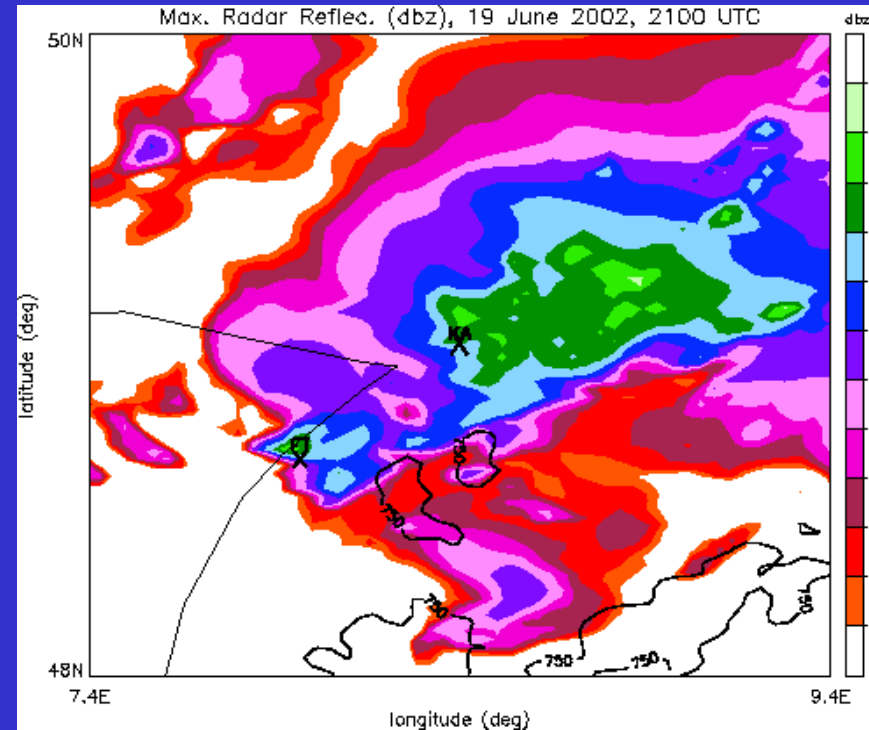 Max. Radar Reflec. (dbz), 19 June 2002, 2100 UTC
dbz
50N
latitude (deg)
KA
X
X
750
750
750
750
750
750
48N
7.4E
9.4E
longitude (deg)